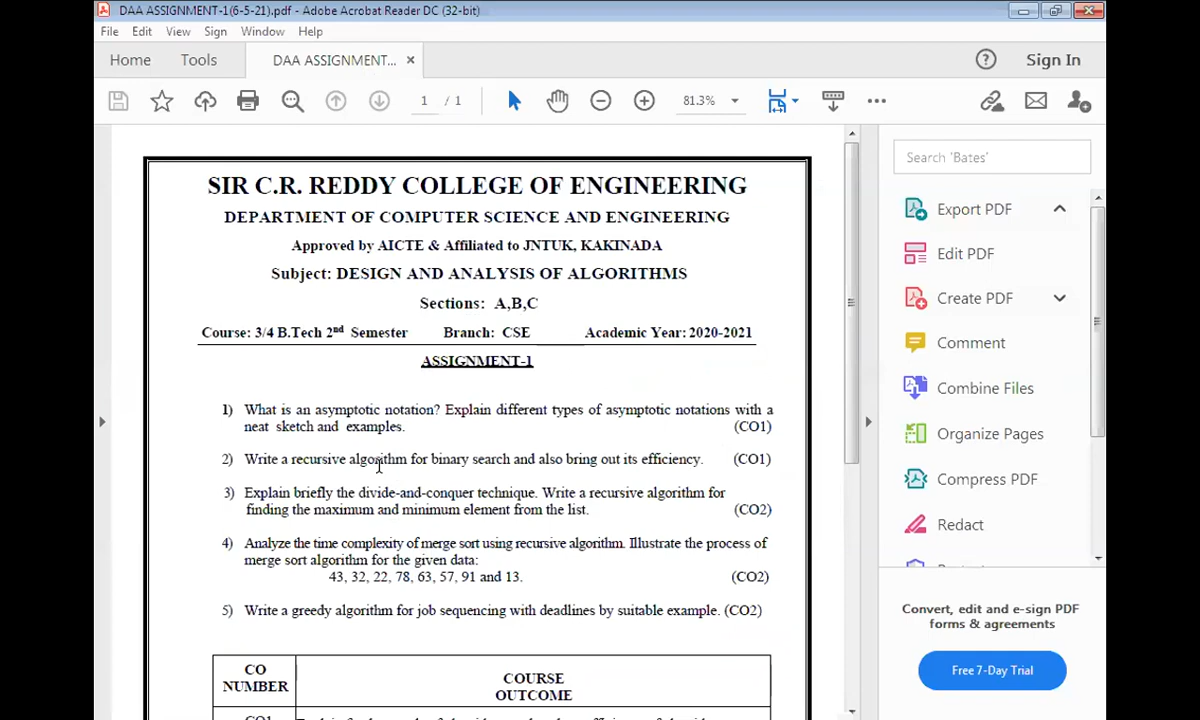 DAA ASSIGNMENT-1(6-5-21).pdf - Adobe Acrobat Reader DC (32-bit)
File Edit View Sign Window Help
Home Tools DAA ASSIGNMENT... × Sign In
1 / 1 81.3%
Search 'Bates'
Export PDF
Edit PDF
Create PDF
Comment
Combine Files
Organize Pages
Compress PDF
Redact
Convert, edit and e-sign PDF
forms & agreements
Free 7-Day Trial
SIR C.R. REDDY COLLEGE OF ENGINEERING
DEPARTMENT OF COMPUTER SCIENCE AND ENGINEERING
Approved by AICTE & Affiliated to JNTUK, KAKINADA
Subject: DESIGN AND ANALYSIS OF ALGORITHMS
Sections: A,B,C
Course: 3/4 B.Tech 2nd Semester Branch: CSE Academic Year: 2020-2021
ASSIGNMENT-1
1) What is an asymptotic notation? Explain different types of asymptotic notations with a
neat sketch and examples. (CO1)
2) Write a recursive algorithm for binary search and also bring out its efficiency. (CO1)
3) Explain briefly the divide-and-conquer technique. Write a recursive algorithm for
finding the maximum and minimum element from the list. (CO2)
4) Analyze the time complexity of merge sort using recursive algorithm. Illustrate the process of
merge sort algorithm for the given data:
43, 32, 22, 78, 63, 57, 91 and 13. (CO2)
5) Write a greedy algorithm for job sequencing with deadlines by suitable example. (CO2)
CO
NUMBER
COURSE
OUTCOME